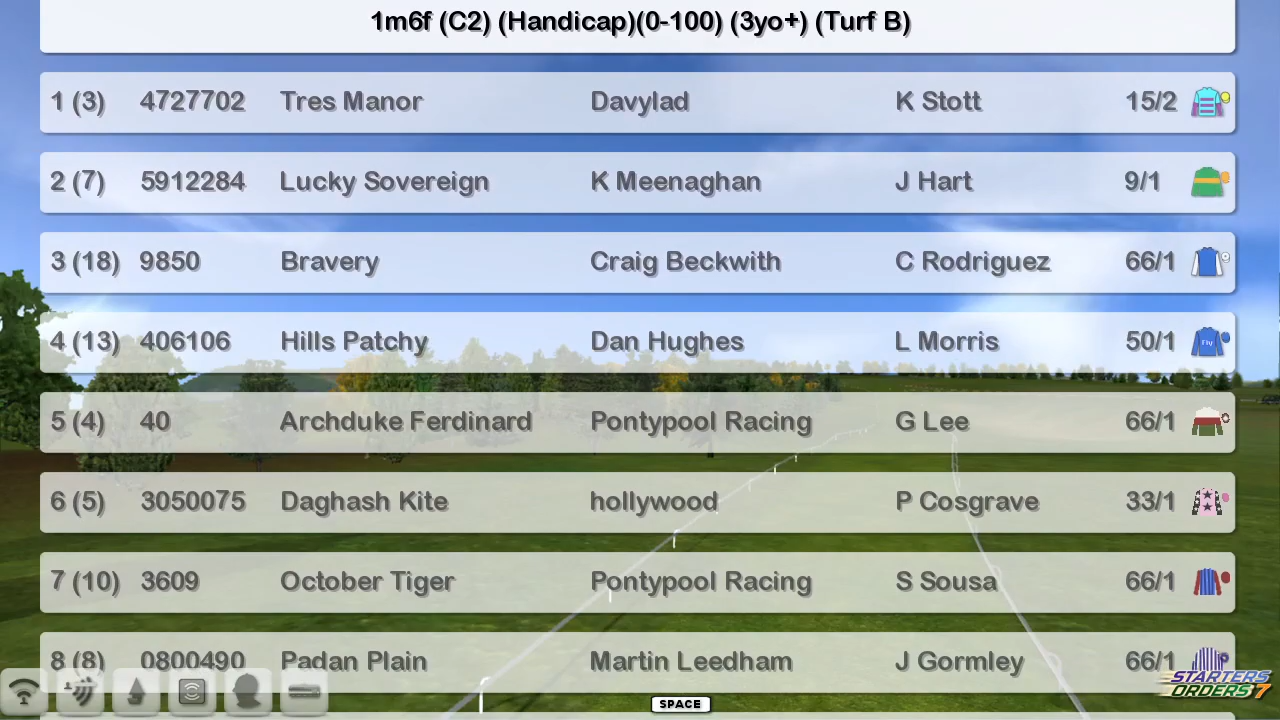 1m6f (C2) (Handicap)(0-100) (3yo+) (Turf B)
1 (3) 4727702 Tres Manor Davylad K Stott 15/2
2 (7) 5912284 Lucky Sovereign K Meenaghan J Hart 9/1
3 (18) 9850 Bravery Craig Beckwith C Rodriguez 66/1
4 (13) 406106 Hills Patchy Dan Hughes L Morris 50/1
Fly
5 (4) 40 Archduke Ferdinard Pontypool Racing G Lee 66/1
6 (5) 3050075 Daghash Kite hollywood P Cosgrave 33/1
7 (10) 3609 October Tiger Pontypool Racing S Sousa 66/1
8 (8) 0800490 Padan Plain Martin Leedham J Gormley 66/1
STARTERS
ORDERS 7
SPACE